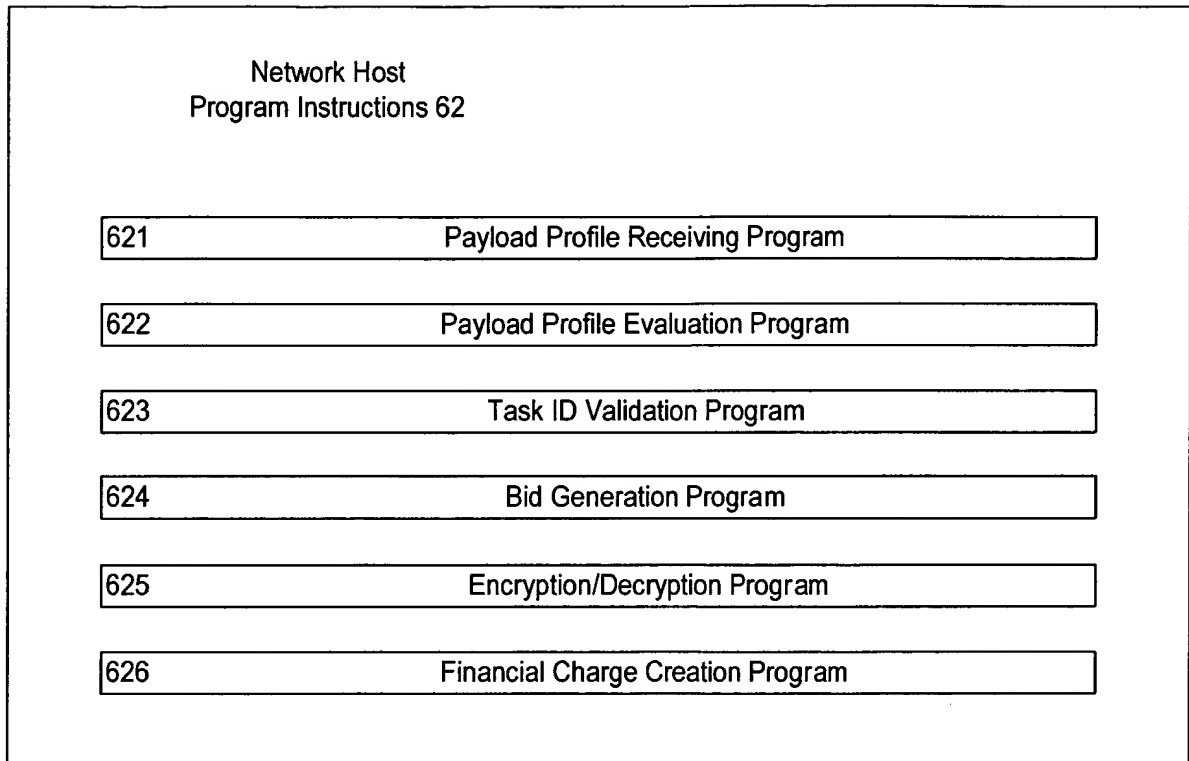 Network Host
Program Instructions 62
621 Payload Profile Receiving Program
622 Payload Profile Evaluation Program
623 Task ID Validation Program
624 Bid Generation Program
625 Encryption/Decryption Program
626 Financial Charge Creation Program